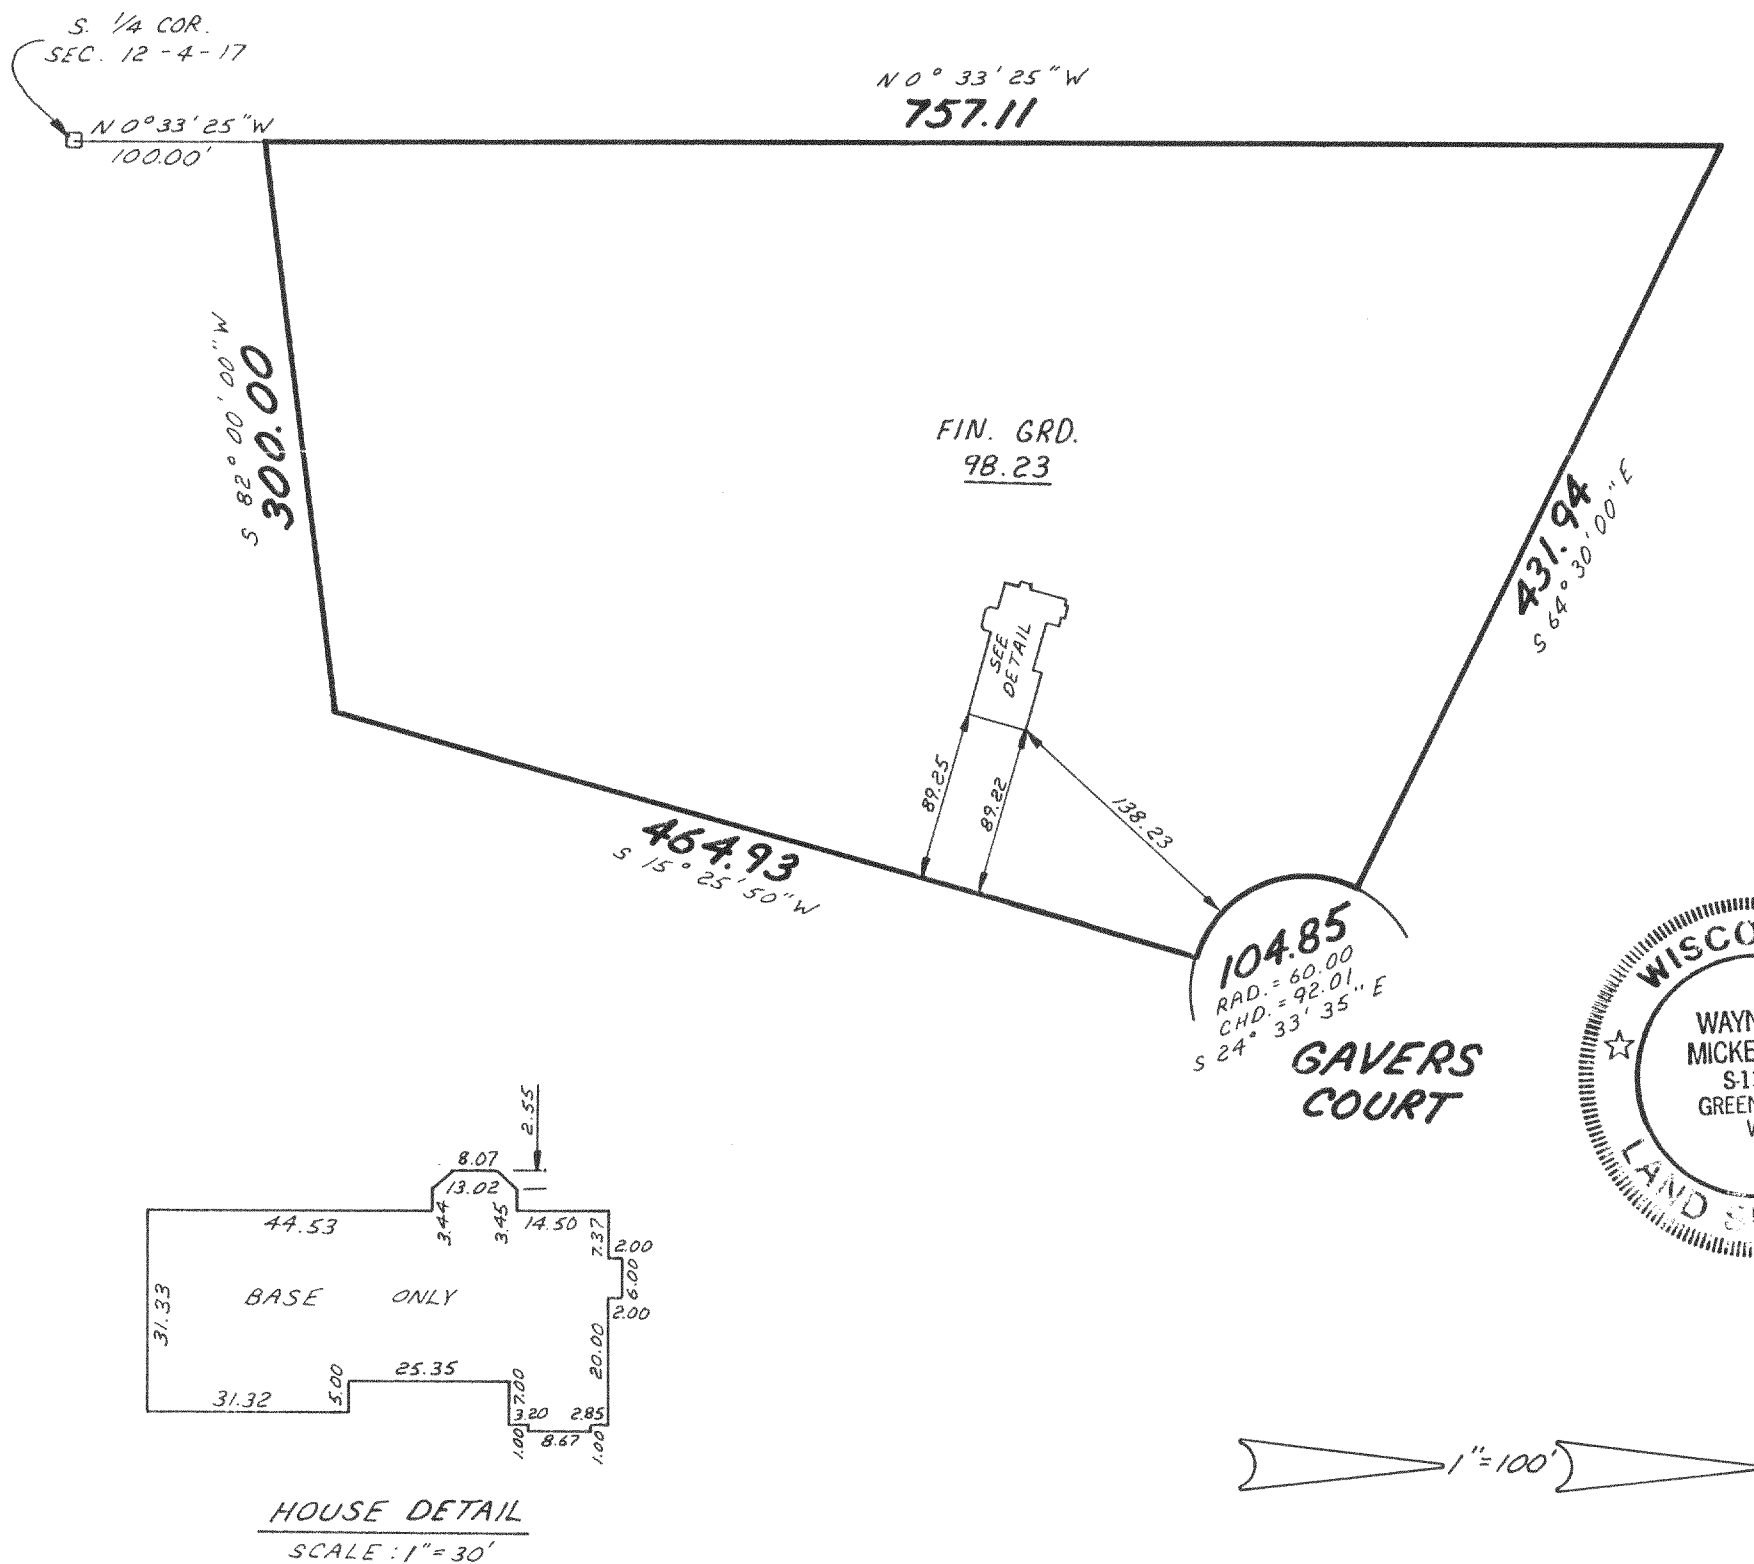 S. 1/4 COR.
SEC. 12-4-17
N 0° 33' 25" W
100.00'
N 0° 33' 25" W
757.11
S 82° 00' 00" W
300.00
FIN. GRD.
98.23
431.94
S 64° 30' 00" E
SEE
DETAIL
89.25
89.22
138.23
464.93
S 15° 25' 50" W
104.85
RAD. = 60.00
CHD. = 92.01
S 24° 33' 35" E
GAVERS
COURT
WISCO
WAYN
MICKE
S-1
GREEN
LAND S
2.55
8.07
13.02
44.53
3.44
3.45
14.50
7.37
2.00
6.00
2.00
31.33
BASE ONLY
20.00
25.35
31.32
5.00
7.00
3.20
2.85
1.00
8.67
1.00
HOUSE DETAIL
SCALE : 1" = 30'
1" = 100'